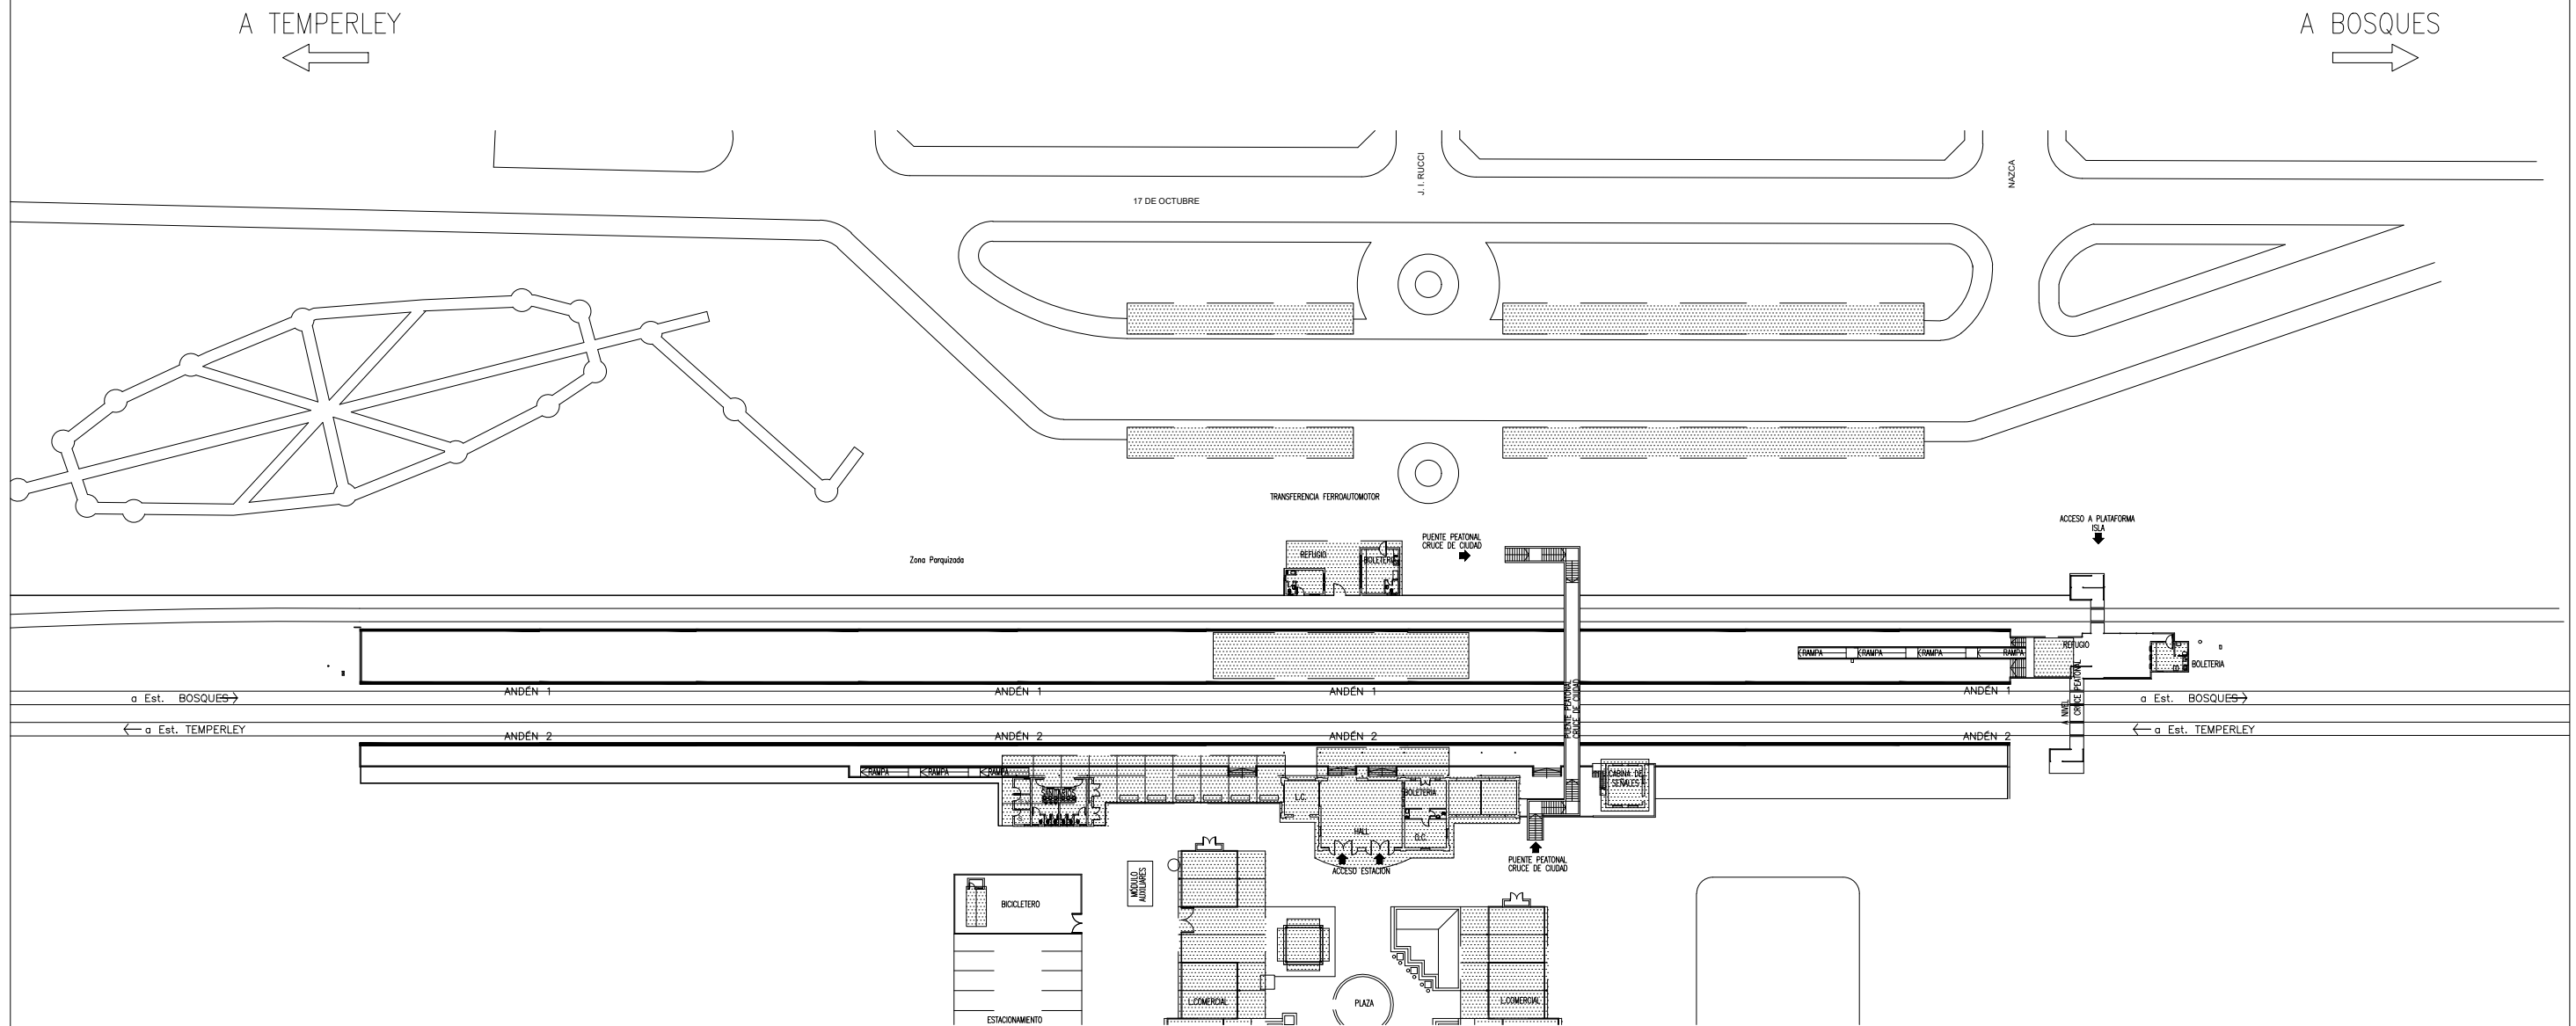 A TEMPERLEY
A BOSQUES
J. I. RUCCI
NAZCA
17 DE OCTUBRE
TRANSFERENCIA FERROAUTOMOTOR
ACCESO A PLATAFORMA
ISLA
PUENTE PEATONAL
CRUCE DE CIUDAD
REFUGIO
BOLETERIA
Zona Parquizada
RAMPA
RAMPA
RAMPA
RAMPA
REFUGIO
BOLETERIA
ANDÉN 1
ANDÉN 1
ANDÉN 1
ANDÉN 1
a Est. BOSQUES
a Est. BOSQUES
PUENTE PEATONAL
CRUCE DE CIUDAD
A NIVEL
CRUCE PEATONAL
a Est. TEMPERLEY
a Est. TEMPERLEY
ANDÉN 2
ANDÉN 2
ANDÉN 2
ANDÉN 2
RAMPA
RAMPA
RAMPA
CABINA DE
SEÑALES
SANITARIOS
L.C.
BOLETERIA
HALL
O.C.
ACCESO ESTACION
PUENTE PEATONAL
CRUCE DE CIUDAD
MÓDULO
AUXILIARES
BICICLETERO
L.COMERCIAL
PLAZA
L.COMERCIAL
ESTACIONAMIENTO